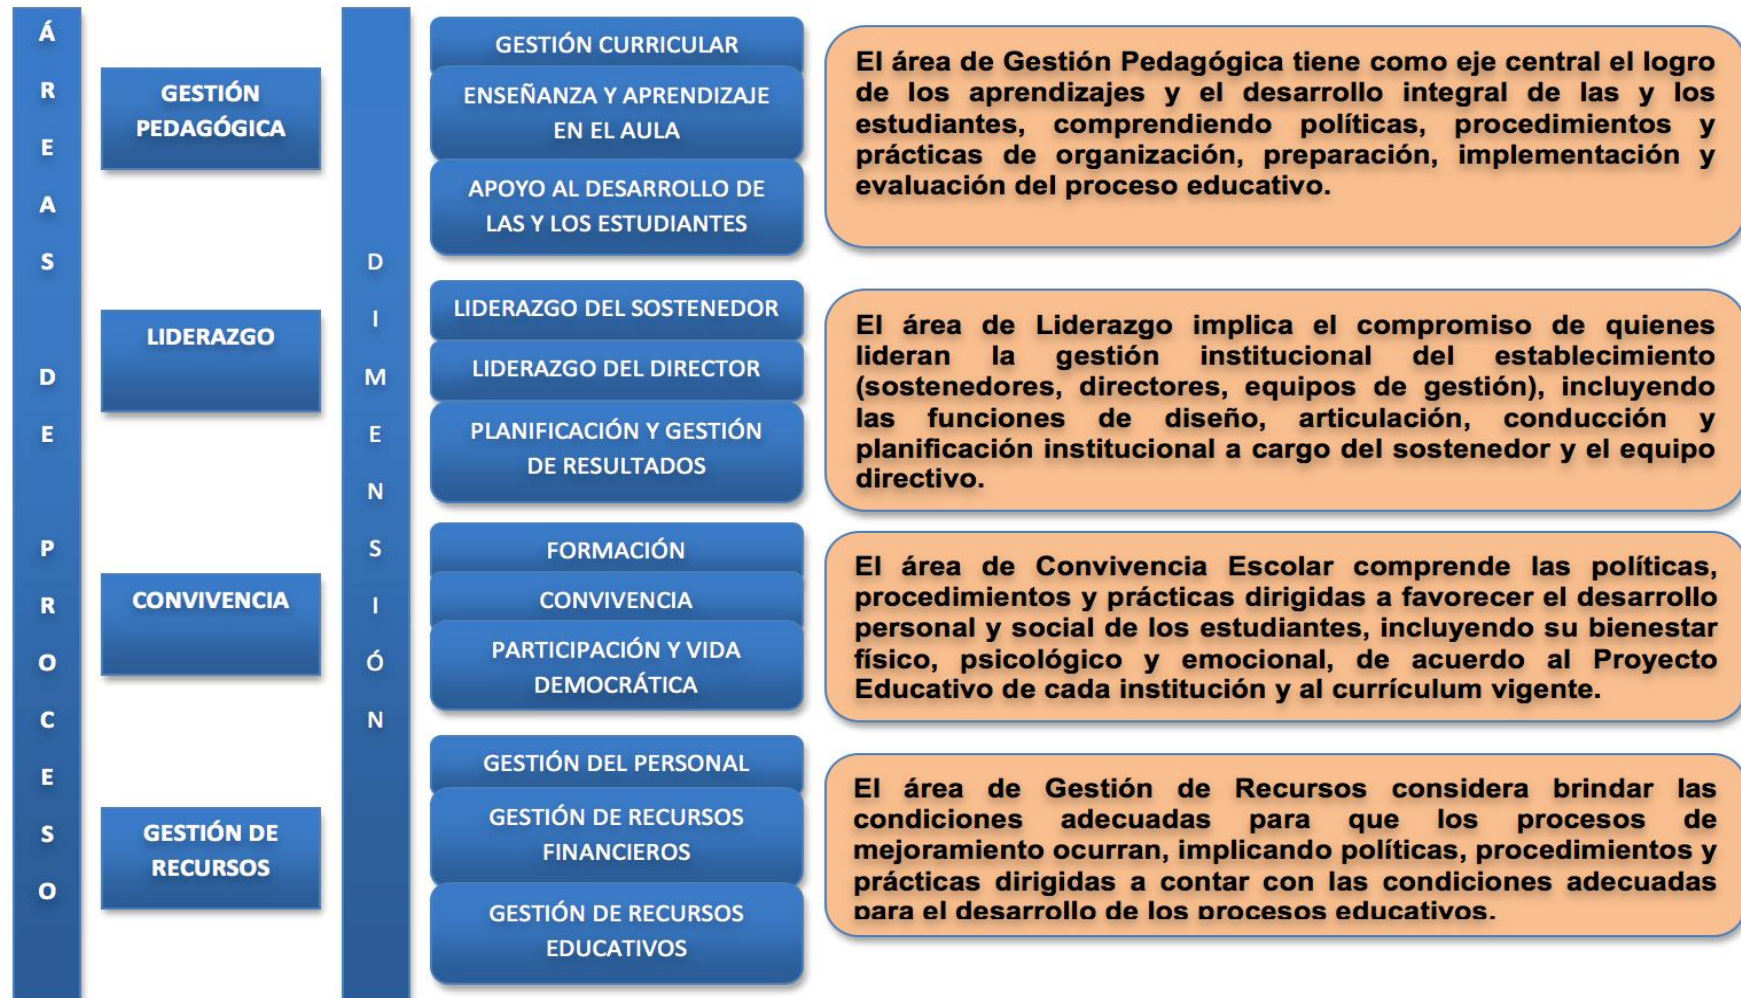 ÁREAS DE PROCESO
GESTIÓN
PEDAGÓGICA
LIDERAZGO
CONVIVENCIA
GESTIÓN DE
RECURSOS
DIMENSIÓN
GESTIÓN CURRICULAR
ENSEÑANZA Y APRENDIZAJE
EN EL AULA
APOYO AL DESARROLLO DE
LAS Y LOS ESTUDIANTES
El área de Gestión Pedagógica tiene como eje central el logro
de los aprendizajes y el desarrollo integral de las y los
estudiantes, comprendiendo políticas, procedimientos y
prácticas de organización, preparación, implementación y
evaluación del proceso educativo.
LIDERAZGO DEL SOSTENEDOR
LIDERAZGO DEL DIRECTOR
PLANIFICACIÓN Y GESTIÓN
DE RESULTADOS
El área de Liderazgo implica el compromiso de quienes
lideran la gestión institucional del establecimiento
(sostenedores, directores, equipos de gestión), incluyendo
las funciones de diseño, articulación, conducción y
planificación institucional a cargo del sostenedor y el equipo
directivo.
FORMACIÓN
CONVIVENCIA
PARTICIPACIÓN Y VIDA
DEMOCRÁTICA
El área de Convivencia Escolar comprende las políticas,
procedimientos y prácticas dirigidas a favorecer el desarrollo
personal y social de los estudiantes, incluyendo su bienestar
físico, psicológico y emocional, de acuerdo al Proyecto
Educativo de cada institución y al currículum vigente.
GESTIÓN DEL PERSONAL
GESTIÓN DE RECURSOS
FINANCIEROS
GESTIÓN DE RECURSOS
EDUCATIVOS
El área de Gestión de Recursos considera brindar las
condiciones adecuadas para que los procesos de
mejoramiento ocurran, implicando políticas, procedimientos y
prácticas dirigidas a contar con las condiciones adecuadas
para el desarrollo de los procesos educativos.